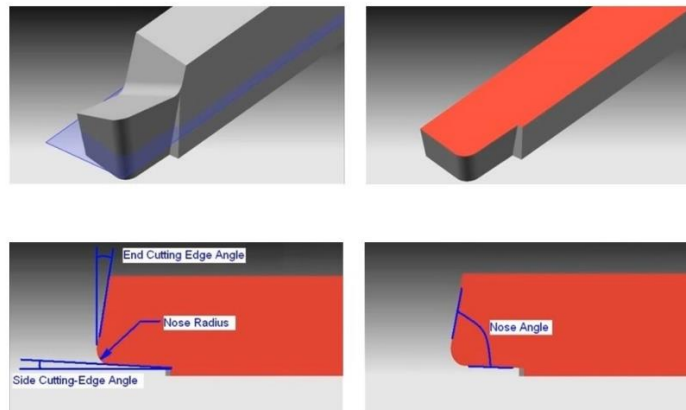 End Cutting Edge Angle
Nose Radius
Side Cutting-Edge Angle
Nose Angle